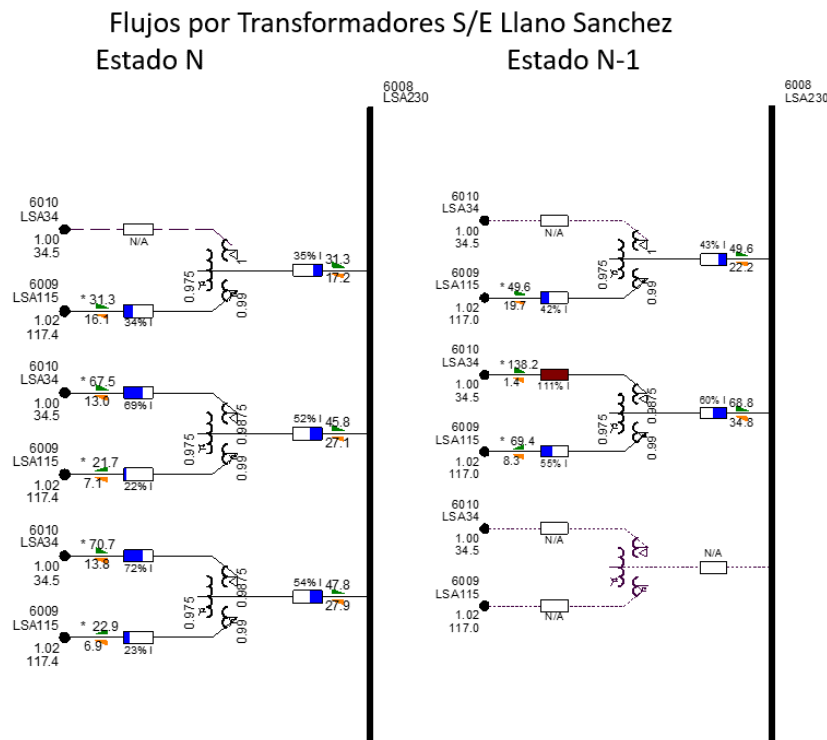 Flujos por Transformadores S/E Llano Sanchez
Estado N
Estado N-1
6008
LSA230
6010
LSA34
1.00
34.5
N/A
1
0.975
0.99
35% I
31.3
17.2
6009
LSA115
1.02
117.4
* 31.3
16.1
34% I
6010
LSA34
1.00
34.5
* 67.5
13.0
69% I
0.9875
0.975
0.99
52% I
45.8
27.1
6009
LSA115
1.02
117.4
* 21.7
7.1
22% I
6010
LSA34
1.00
34.5
* 70.7
13.8
72% I
0.9875
0.975
0.99
54% I
47.8
27.9
6009
LSA115
1.02
117.4
* 22.9
6.9
23% I
6008
LSA230
6010
LSA34
1.00
34.5
N/A
1
0.975
0.99
43% I
49.6
22.2
6009
LSA115
1.02
117.0
* 49.6
19.7
42% I
6010
LSA34
1.00
34.5
* 138.2
1.4
111% I
0.9875
0.975
0.99
60% I
68.8
34.8
6009
LSA115
1.02
117.0
* 69.4
8.3
55% I
6010
LSA34
1.00
34.5
N/A
N/A
6009
LSA115
1.02
117.0
N/A